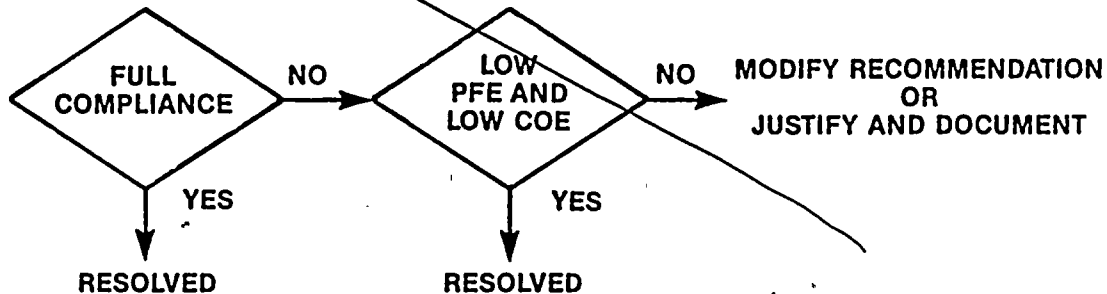 FULL
COMPLIANCE
NO
LOW
PFE AND
LOW COE
NO
MODIFY RECOMMENDATION
OR
JUSTIFY AND DOCUMENT
YES
YES
RESOLVED
RESOLVED